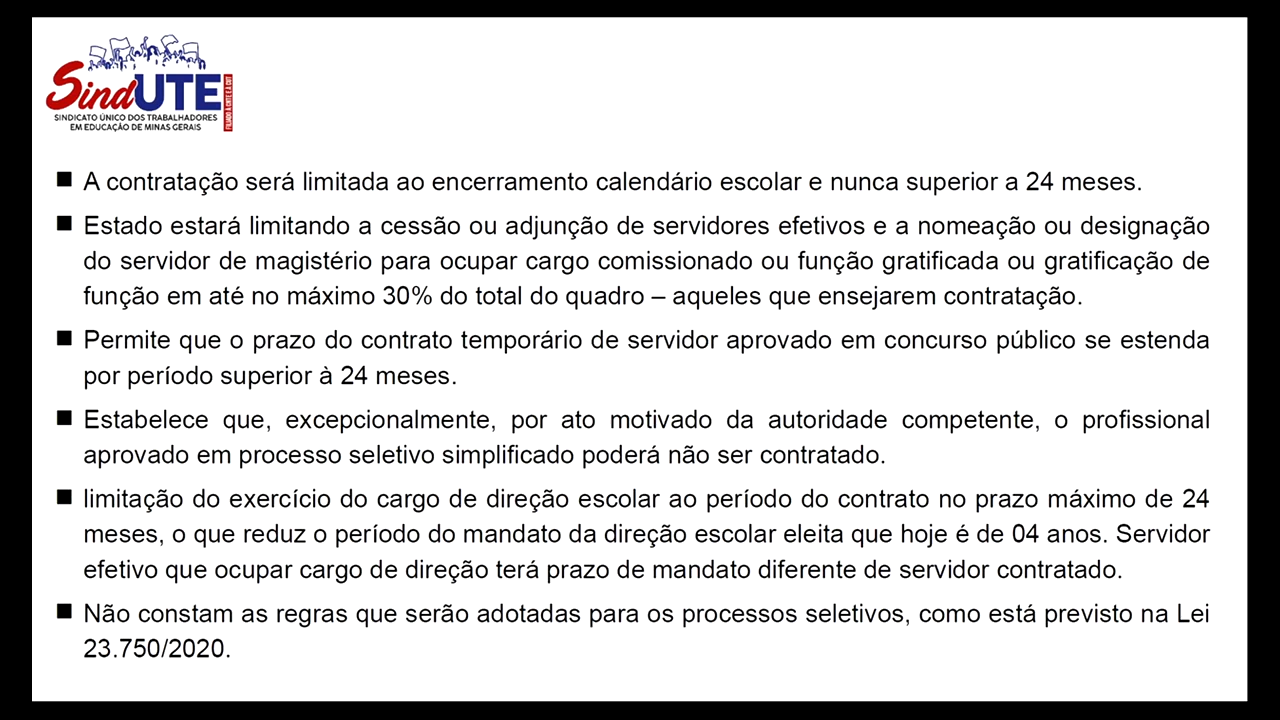 SindUTE
FILIADO À CNTE E À CUT
SINDICATO ÚNICO DOS TRABALHADORES
EM EDUCAÇÃO DE MINAS GERAIS
A contratação será limitada ao encerramento calendário escolar e nunca superior a 24 meses.
Estado estará limitando a cessão ou adjunção de servidores efetivos e a nomeação ou designação
do servidor de magistério para ocupar cargo comissionado ou função gratificada ou gratificação de
função em até no máximo 30% do total do quadro – aqueles que ensejarem contratação.
Permite que o prazo do contrato temporário de servidor aprovado em concurso público se estenda
por período superior à 24 meses.
Estabelece que, excepcionalmente, por ato motivado da autoridade competente, o profissional
aprovado em processo seletivo simplificado poderá não ser contratado.
limitação do exercício do cargo de direção escolar ao período do contrato no prazo máximo de 24
meses, o que reduz o período do mandato da direção escolar eleita que hoje é de 04 anos. Servidor
efetivo que ocupar cargo de direção terá prazo de mandato diferente de servidor contratado.
Não constam as regras que serão adotadas para os processos seletivos, como está previsto na Lei
23.750/2020.